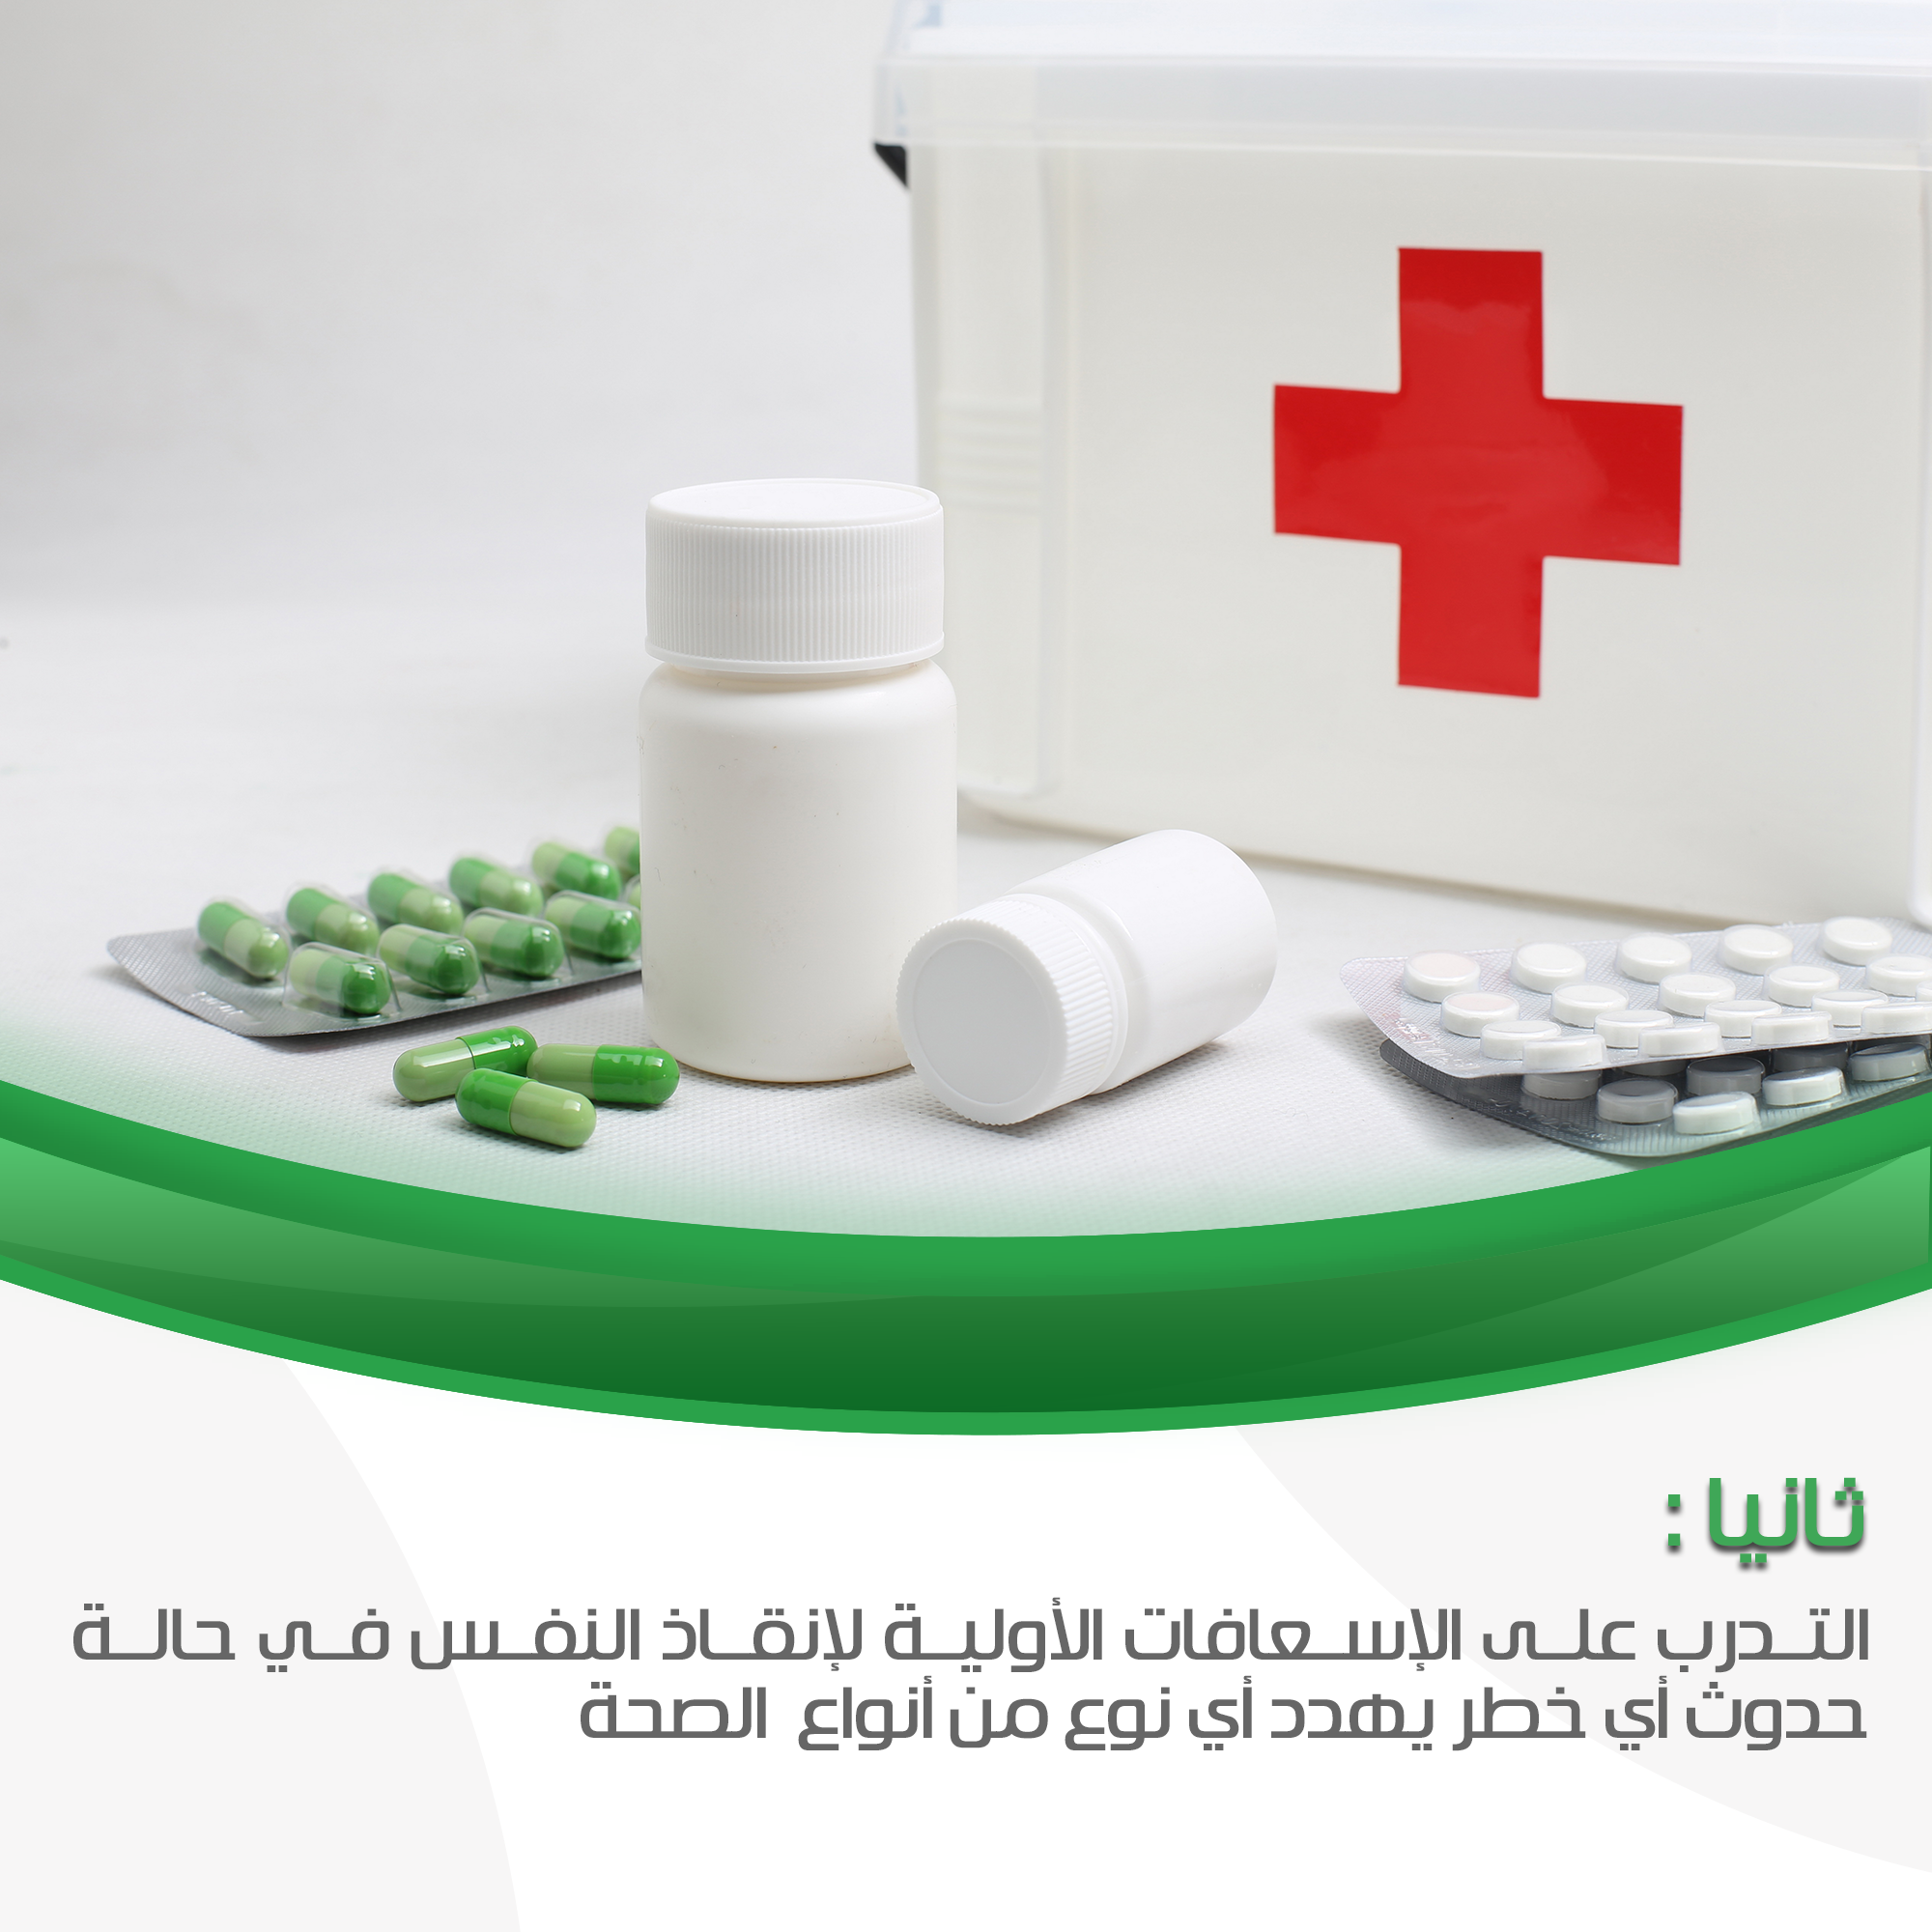 ثانيا :
التدرب على الإسعافات الأولية لإنقاذ النفس في حالة
حدوث أي خطر يهدد أي نوع من أنواع الصحة